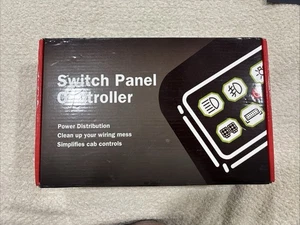 Switch Panel
Controller
Power Distribution
Clean up your wiring mess
Simplifies cab controls